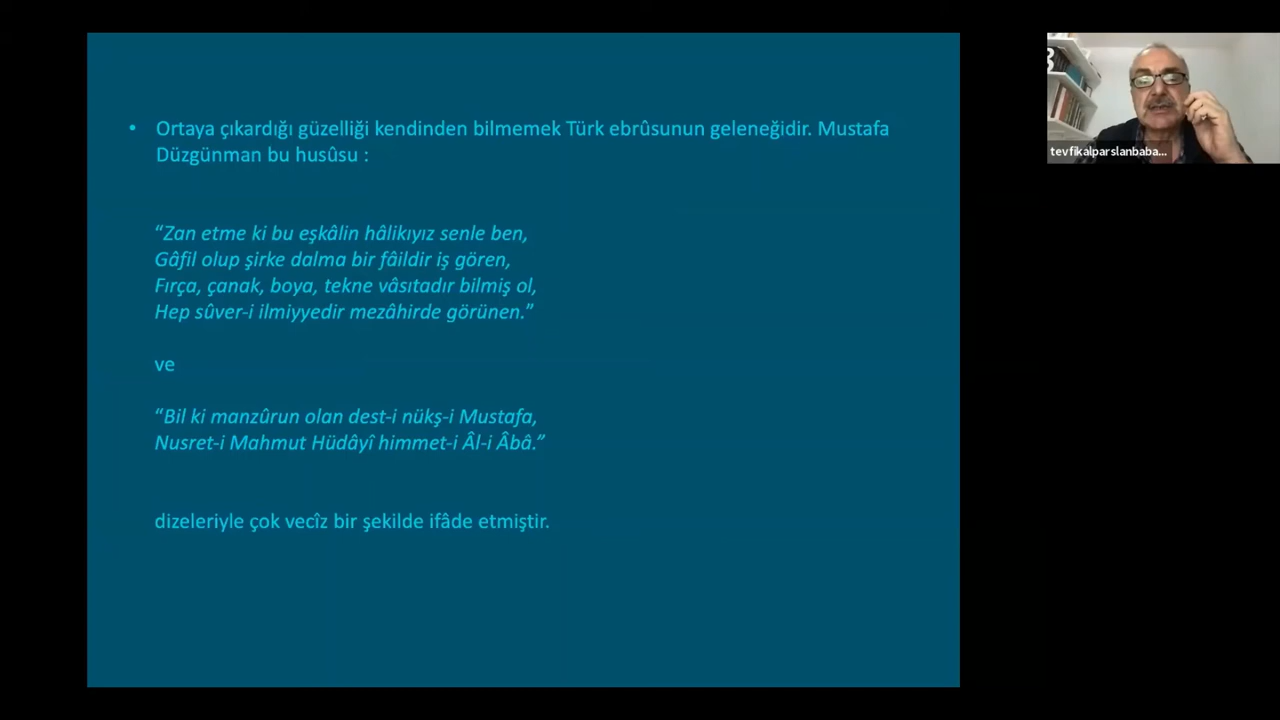 • Ortaya çıkardığı güzelliği kendinden bilmemek Türk ebrûsunun geleneğidir. Mustafa
Düzgünman bu husûsu :
“Zan etme ki bu eşkâlin hâlikıyız senle ben,
Gâfil olup şirke dalma bir fâildir iş gören,
Fırça, çanak, boya, tekne vâsıtadır bilmiş ol,
Hep sûver-i ilmiyyedir mezâhirde görünen.”
ve
“Bil ki manzûrun olan dest-i nükş-i Mustafa,
Nusret-i Mahmut Hüdâyî himmet-i Âl-i Âbâ.”
dizeleriyle çok vecîz bir şekilde ifâde etmiştir.
tevfikalparslanbaba...